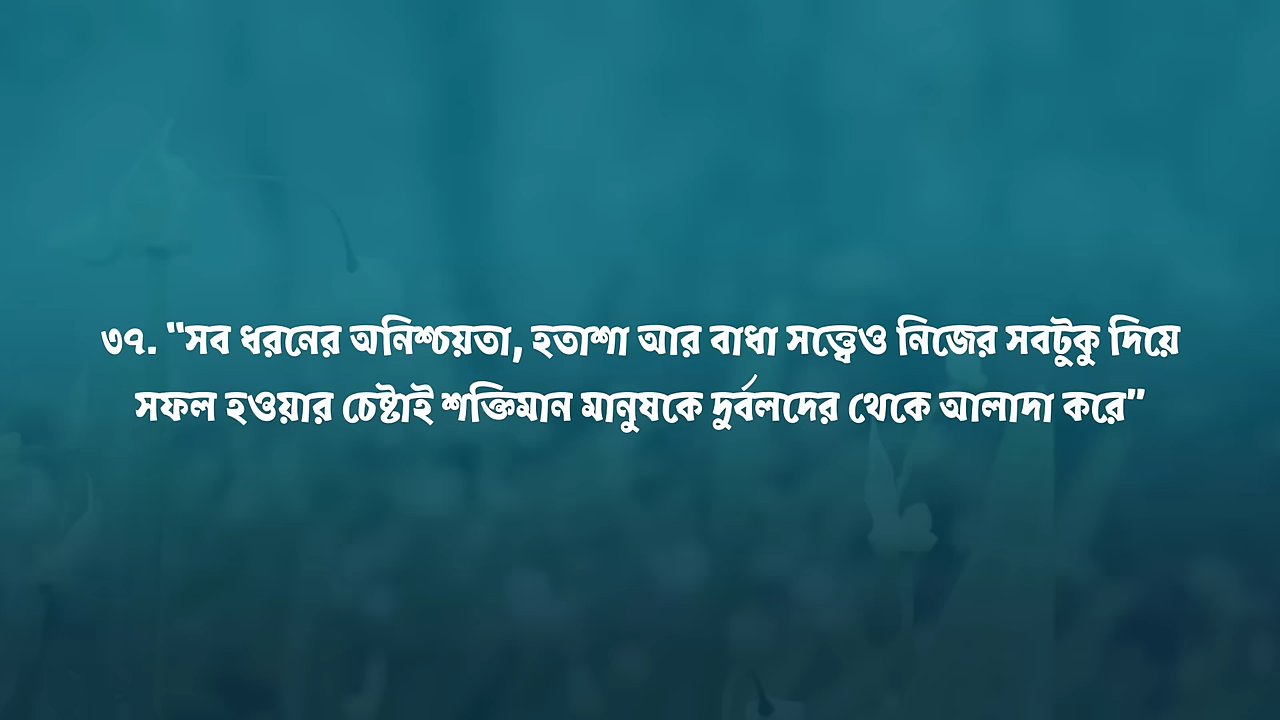 ৩৭. "সব ধরনের অনিশ্চয়তা, হতাশা আর বাধা সত্ত্বেও নিজের সবটুকু দিয়ে
সফল হওয়ার চেষ্টাই শক্তিমান মানুষকে দুর্বলদের থেকে আলাদা করে”